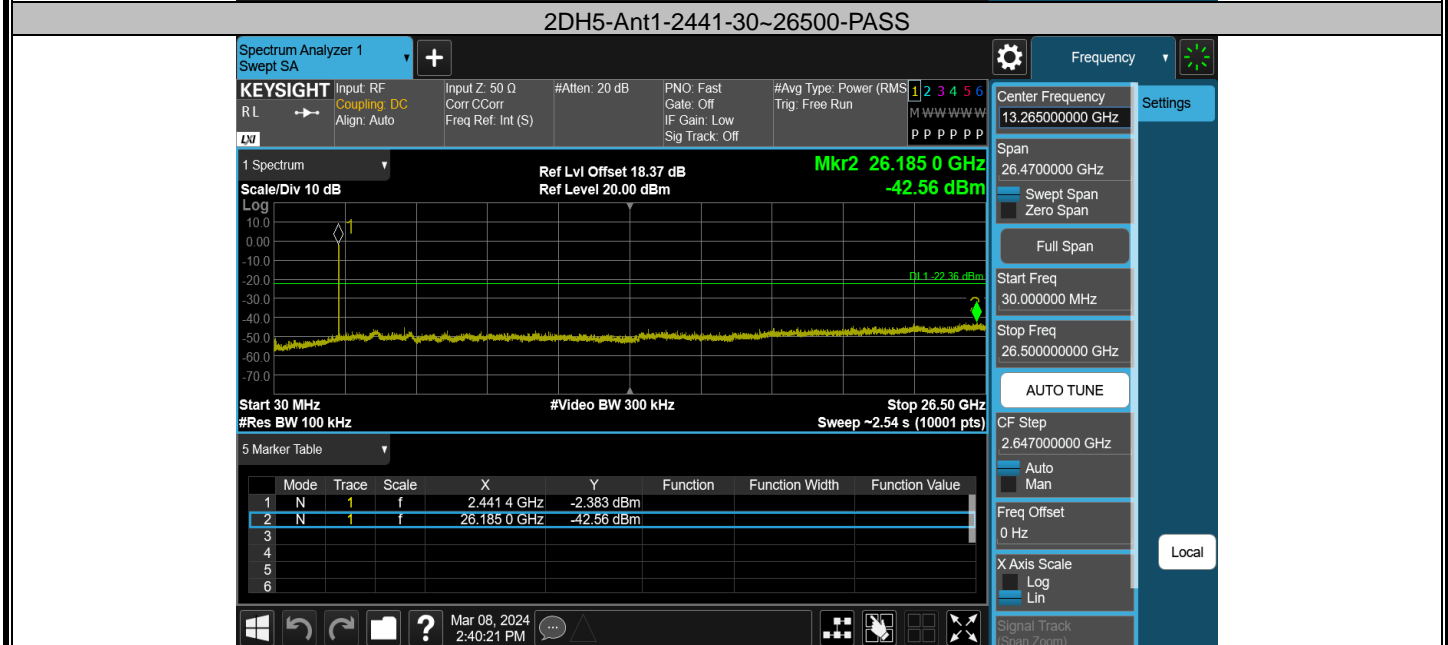 2DH5-Ant1-2441-30~26500-PASS
Spectrum Analyzer 1
Swept SA
Frequency
KEYSIGHT
RL
LXI
Input: RF
Coupling: DC
Align: Auto
Input Z: 50 Ω
Corr CCorr
Freq Ref: Int (S)
#Atten: 20 dB
PNO: Fast
Gate: Off
IF Gain: Low
Sig Track: Off
#Avg Type: Power (RMS
Trig: Free Run
1 2 3 4 5 6
M W W W W W
P P P P P P
1 Spectrum
Scale/Div 10 dB
Ref Lvl Offset 18.37 dB
Ref Level 20.00 dBm
Mkr2 26.185 0 GHz
-42.56 dBm
Log
10.0
0.00
-10.0
-20.0
-30.0
-40.0
-50.0
-60.0
-70.0
1
DL1 -22.36 dBm
2
Start 30 MHz
#Res BW 100 kHz
#Video BW 300 kHz
Stop 26.50 GHz
Sweep ~2.54 s (10001 pts)
5 Marker Table
Mode Trace Scale X Y Function Function Width Function Value
1 N 1 f 2.441 4 GHz -2.383 dBm
2 N 1 f 26.185 0 GHz -42.56 dBm
3
4
5
6
Mar 08, 2024
2:40:21 PM
Center Frequency
13.265000000 GHz
Settings
Span
26.4700000 GHz
Swept Span
Zero Span
Full Span
Start Freq
30.000000 MHz
Stop Freq
26.500000000 GHz
AUTO TUNE
CF Step
2.647000000 GHz
Auto
Man
Freq Offset
0 Hz
X Axis Scale
Log
Lin
Local
Signal Track
(Span Zoom)